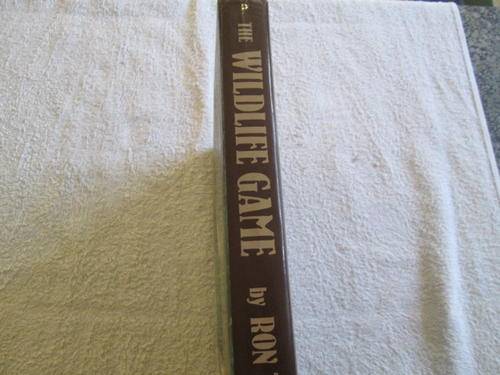 THE WILDLIFE GAME by RON